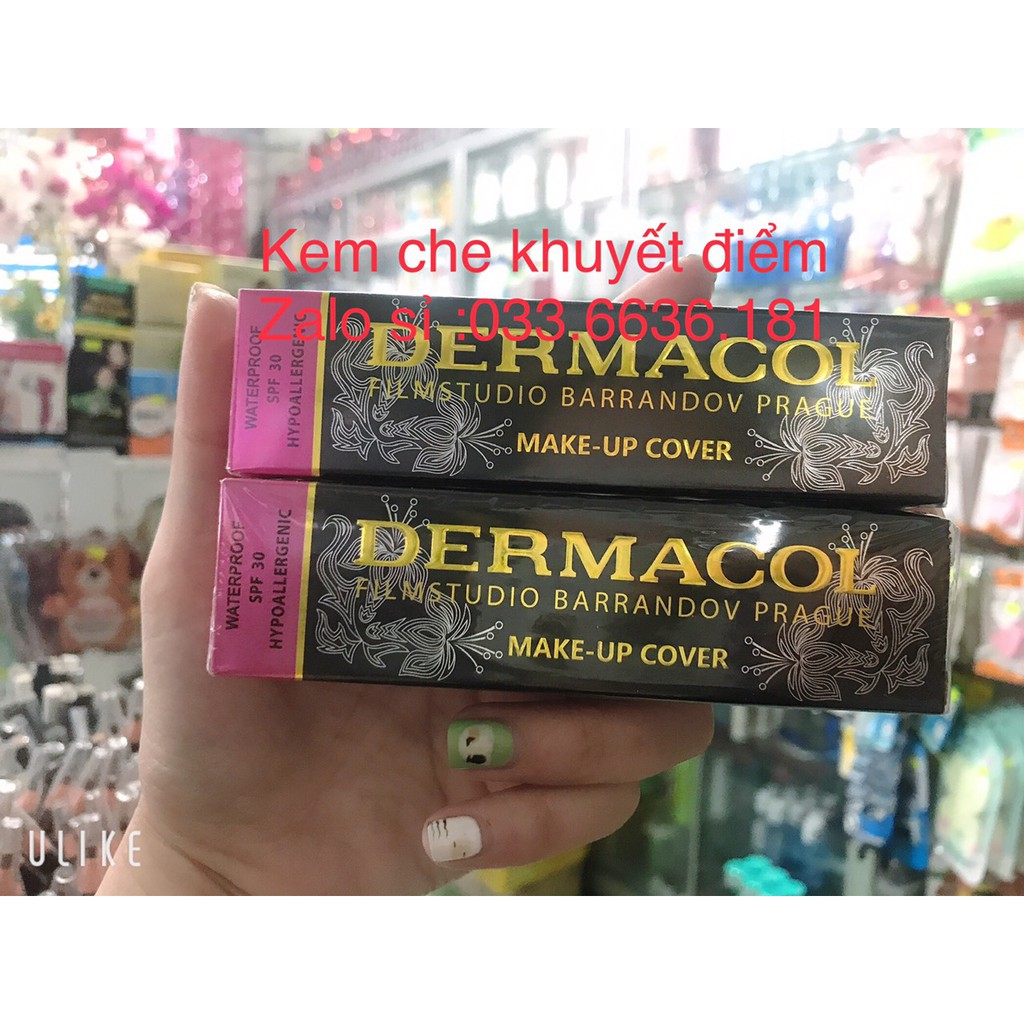 Kem che khuyết điểm
Zalo sỉ :033.6636.181
WATERPROOF
SPF 30
HYPOALLERGENIC
DERMACOL
FILMSTUDIO BARRANDOV PRAGUE
MAKE-UP COVER
WATERPROOF
SPF 30
HYPOALLERGENIC
DERMACOL
FILMSTUDIO BARRANDOV PRAGUE
MAKE-UP COVER
ULIKE